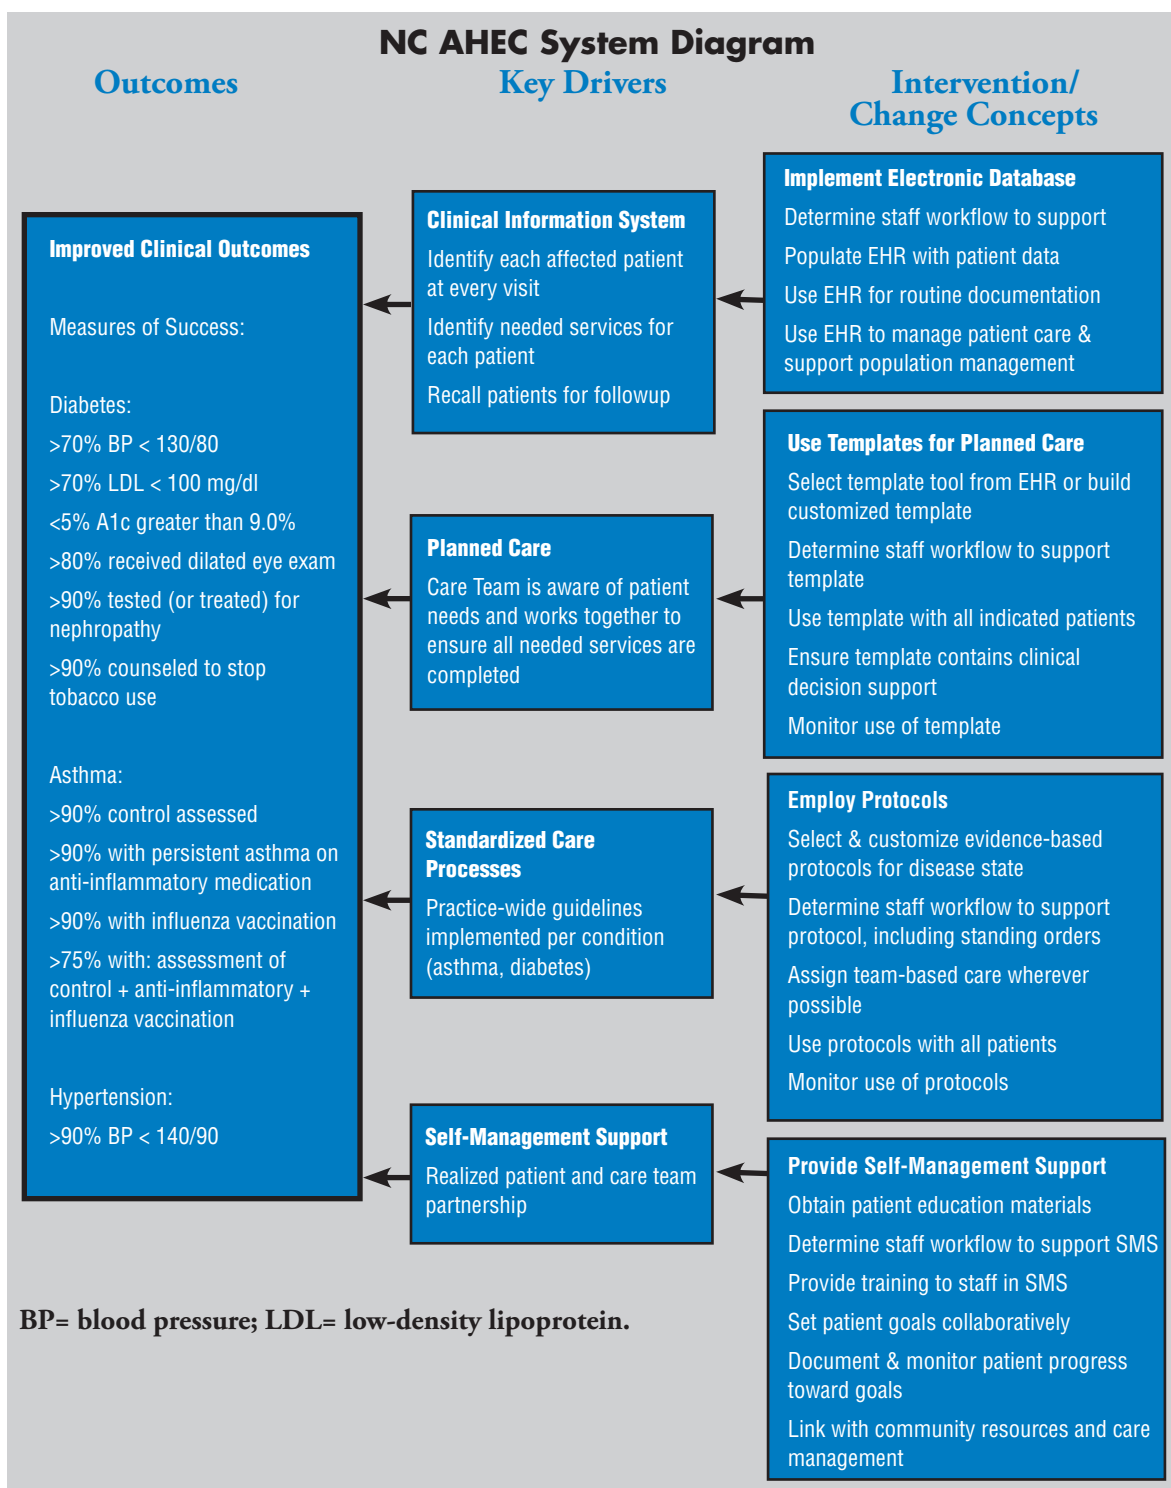 NC AHEC System Diagram
Outcomes
Key Drivers
Intervention/
Change Concepts
Improved Clinical Outcomes
Measures of Success:
Diabetes:
>70% BP < 130/80
>70% LDL < 100 mg/dl
<5% A1c greater than 9.0%
>80% received dilated eye exam
>90% tested (or treated) for
nephropathy
>90% counseled to stop
tobacco use
Asthma:
>90% control assessed
>90% with persistent asthma on
anti-inflammatory medication
>90% with influenza vaccination
>75% with: assessment of
control + anti-inflammatory +
influenza vaccination
Hypertension:
>90% BP < 140/90
Clinical Information System
Identify each affected patient
at every visit
Identify needed services for
each patient
Recall patients for followup
Planned Care
Care Team is aware of patient
needs and works together to
ensure all needed services are
completed
Standardized Care
Processes
Practice-wide guidelines
implemented per condition
(asthma, diabetes)
Self-Management Support
Realized patient and care team
partnership
Implement Electronic Database
Determine staff workflow to support
Populate EHR with patient data
Use EHR for routine documentation
Use EHR to manage patient care &
support population management
Use Templates for Planned Care
Select template tool from EHR or build
customized template
Determine staff workflow to support
template
Use template with all indicated patients
Ensure template contains clinical
decision support
Monitor use of template
Employ Protocols
Select & customize evidence-based
protocols for disease state
Determine staff workflow to support
protocol, including standing orders
Assign team-based care wherever
possible
Use protocols with all patients
Monitor use of protocols
Provide Self-Management Support
Obtain patient education materials
Determine staff workflow to support SMS
Provide training to staff in SMS
Set patient goals collaboratively
Document & monitor patient progress
toward goals
Link with community resources and care
management
BP= blood pressure; LDL= low-density lipoprotein.